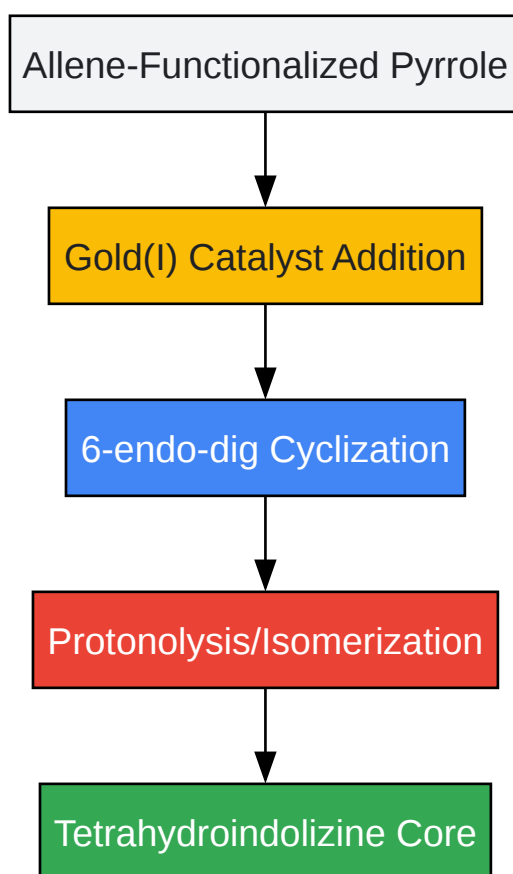 Allene-Functionalized Pyrrole
Gold(I) Catalyst Addition
6-endo-dig Cyclization
Protonolysis/Isomerization
Tetrahydroindolizine Core